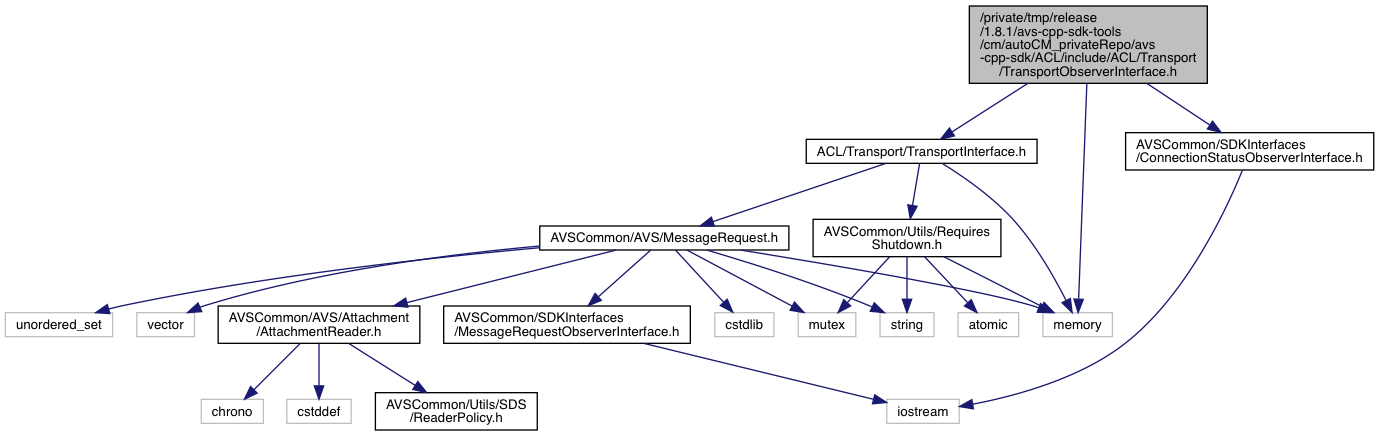 /private/tmp/release
/1.8.1/avs-cpp-sdk-tools
/cm/autoCM_privateRepo/avs
-cpp-sdk/ACL/include/ACL/Transport
/TransportObserverInterface.h
ACL/Transport/TransportInterface.h
AVSCommon/SDKInterfaces
/ConnectionStatusObserverInterface.h
AVSCommon/AVS/MessageRequest.h
AVSCommon/Utils/Requires
Shutdown.h
unordered_set
vector
AVSCommon/AVS/Attachment
/AttachmentReader.h
AVSCommon/SDKInterfaces
/MessageRequestObserverInterface.h
cstdlib
mutex
string
atomic
memory
chrono
cstddef
AVSCommon/Utils/SDS
/ReaderPolicy.h
iostream